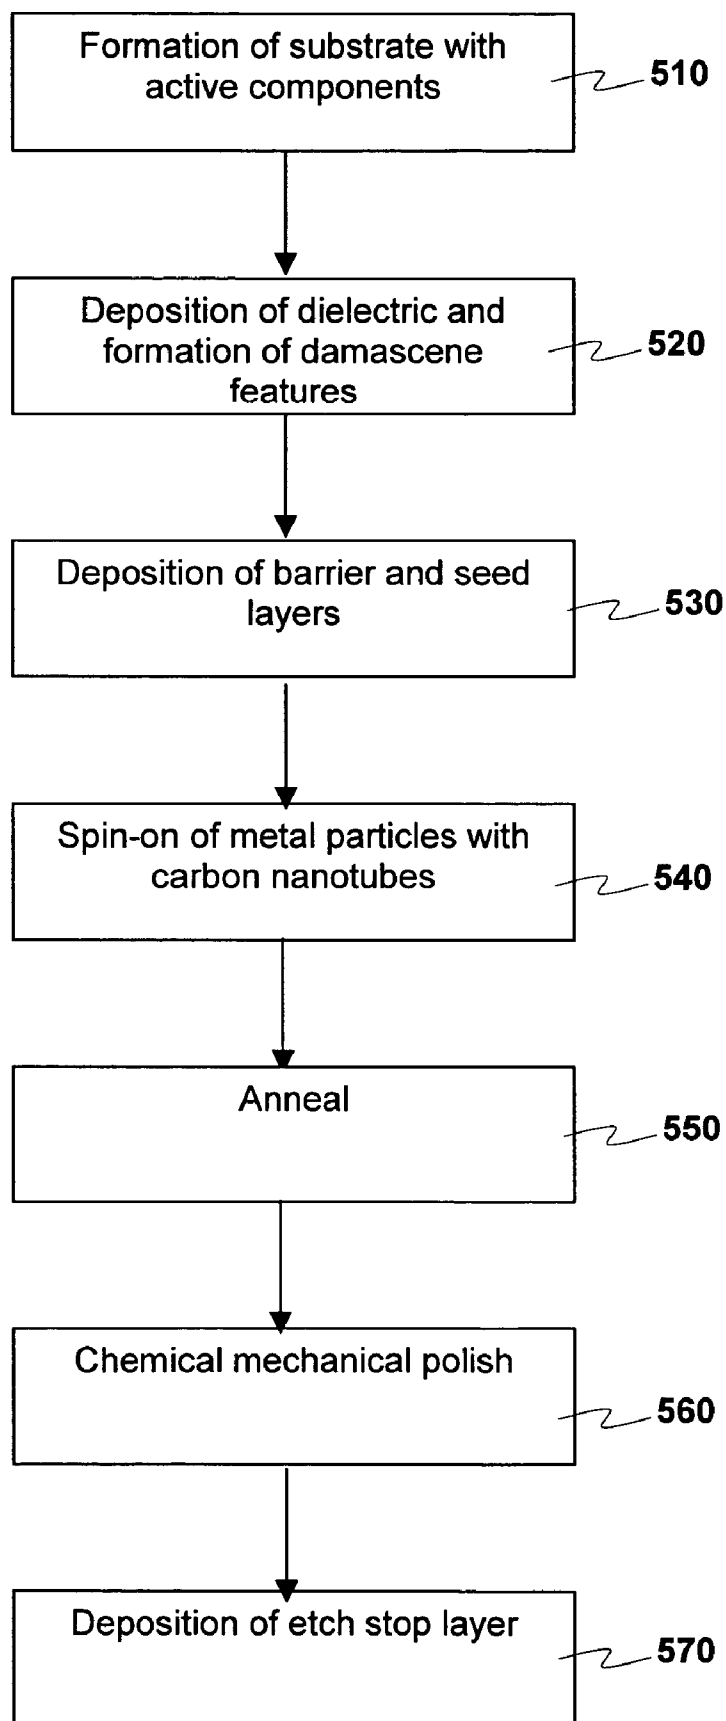 Formation of substrate with
active components
510
Deposition of dielectric and
formation of damascene
features
520
Deposition of barrier and seed
layers
530
Spin-on of metal particles with
carbon nanotubes
540
Anneal
550
Chemical mechanical polish
560
Deposition of etch stop layer
570